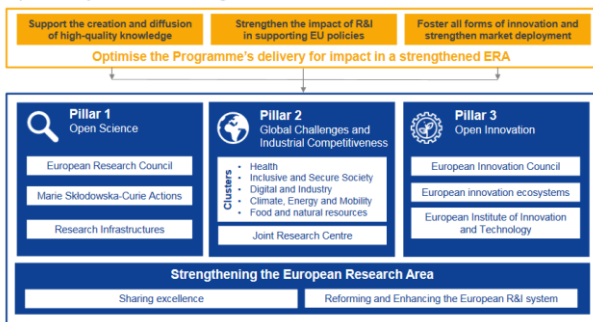 Support the creation and diffusion
of high-quality knowledge
Strengthen the impact of R&I
in supporting EU policies
Foster all forms of innovation and
strengthen market deployment
Optimise the Programme's delivery for impact in a strengthened ERA
Pillar 1
Open Science
European Research Council
Marie Skłodowska-Curie Actions
Research Infrastructures
Pillar 2
Global Challenges and
Industrial Competitiveness
Clusters
• Health
• Inclusive and Secure Society
• Digital and Industry
• Climate, Energy and Mobility
• Food and natural resources
Joint Research Centre
Pillar 3
Open Innovation
European Innovation Council
European innovation ecosystems
European Institute of Innovation
and Technology
Strengthening the European Research Area
Sharing excellence
Reforming and Enhancing the European R&I system